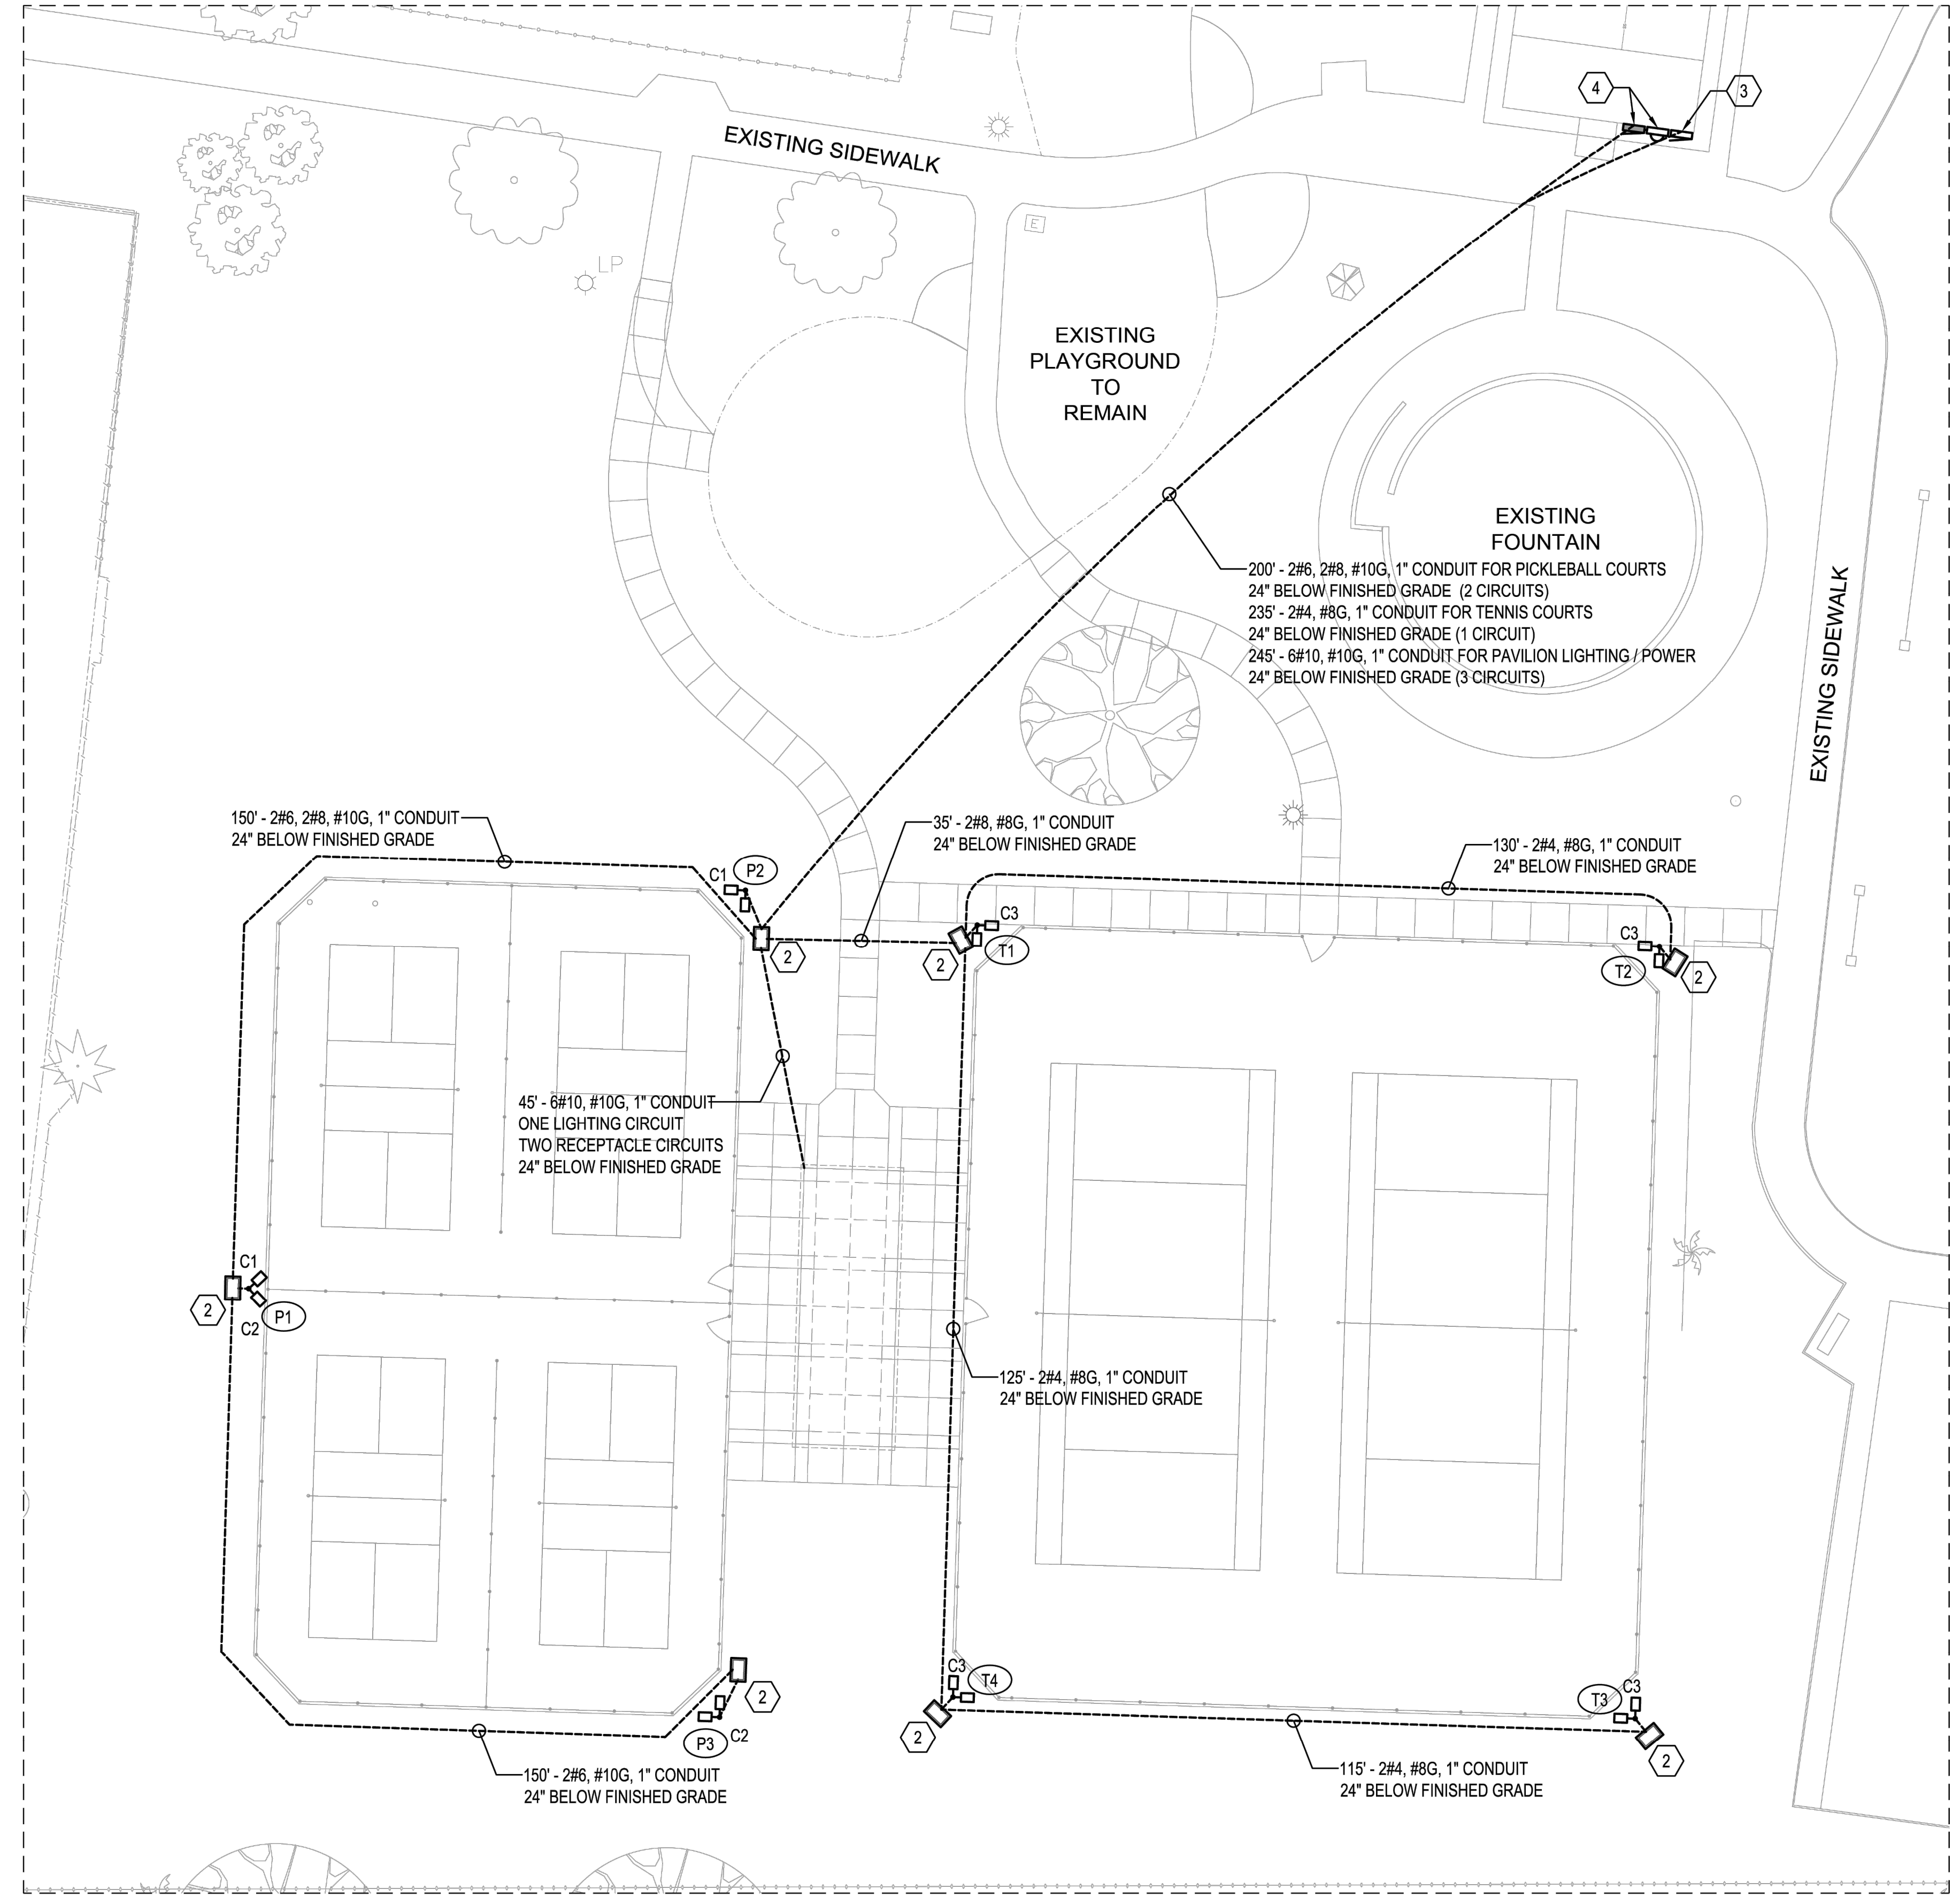 4
3
EXISTING SIDEWALK
E
LP
EXISTING
PLAYGROUND
TO
REMAIN
EXISTING
FOUNTAIN
200' - 2#6, 2#8, #10G, 1" CONDUIT FOR PICKLEBALL COURTS
24" BELOW FINISHED GRADE (2 CIRCUITS)
235' - 2#4, #8G, 1" CONDUIT FOR TENNIS COURTS
24" BELOW FINISHED GRADE (1 CIRCUIT)
245' - 6#10, #10G, 1" CONDUIT FOR PAVILION LIGHTING / POWER
24" BELOW FINISHED GRADE (3 CIRCUITS)
EXISTING SIDEWALK
150' - 2#6, 2#8, #10G, 1" CONDUIT
24" BELOW FINISHED GRADE
35' - 2#8, #8G, 1" CONDUIT
24" BELOW FINISHED GRADE
130' - 2#4, #8G, 1" CONDUIT
24" BELOW FINISHED GRADE
C1
P2
2
C3
T1
2
C3
T2
2
45' - 6#10, #10G, 1" CONDUIT
ONE LIGHTING CIRCUIT
TWO RECEPTACLE CIRCUITS
24" BELOW FINISHED GRADE
C1
2
P1
C2
125' - 2#4, #8G, 1" CONDUIT
24" BELOW FINISHED GRADE
C3
T4
2
C3
T3
2
2
P3
C2
150' - 2#6, #10G, 1" CONDUIT
24" BELOW FINISHED GRADE
115' - 2#4, #8G, 1" CONDUIT
24" BELOW FINISHED GRADE